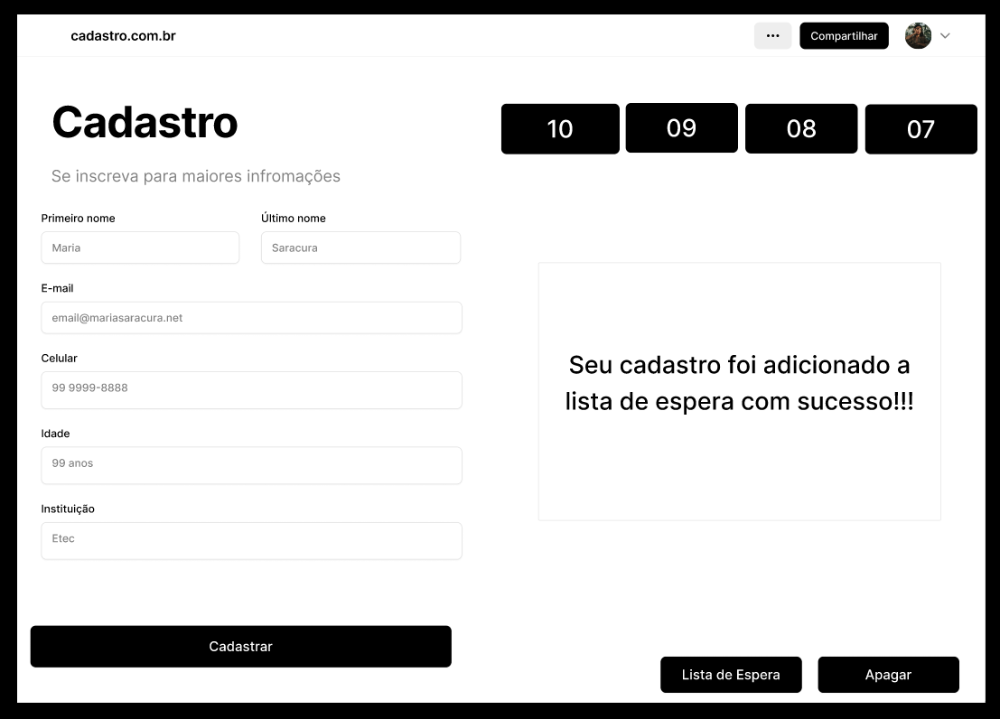 cadastro.com.br
•••
Compartilhar
Cadastro
Se inscreva para maiores infromações
Primeiro nome
Último nome
Maria
Saracura
E-mail
email@mariasaracura.net
Celular
99 9999-8888
Idade
99 anos
Instituição
Etec
Cadastrar
10
09
08
07
Seu cadastro foi adicionado a
lista de espera com sucesso!!!
Lista de Espera
Apagar